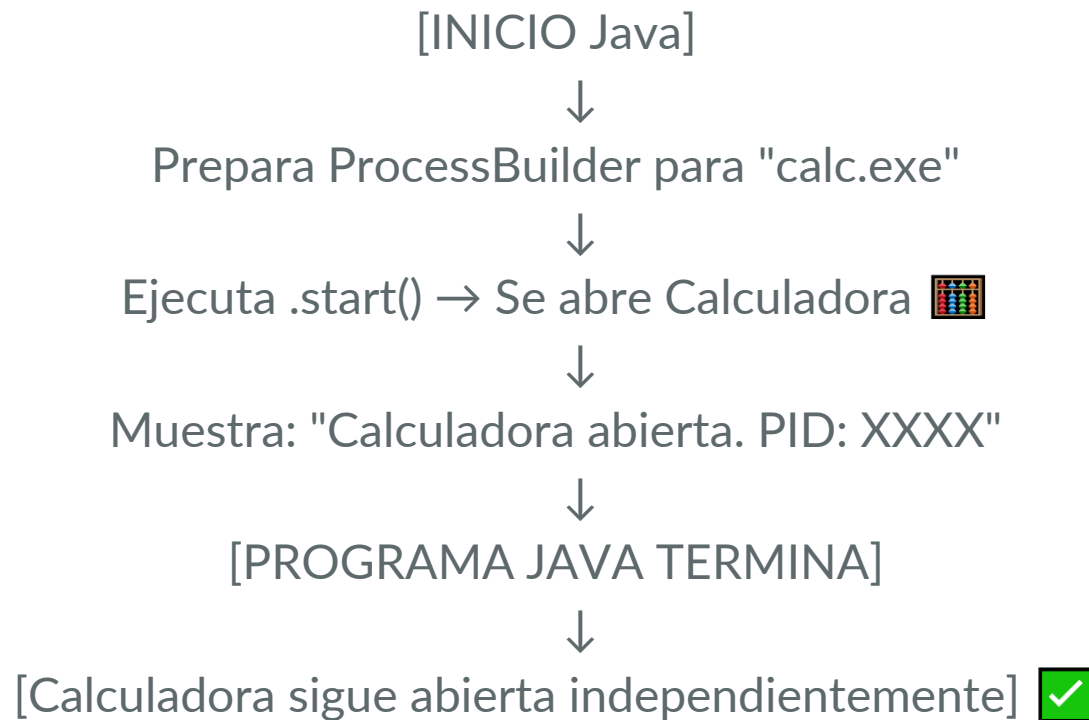 [INICIO Java]
↓
Prepara ProcessBuilder para "calc.exe"
↓
Ejecuta .start() → Se abre Calculadora 🧮
↓
Muestra: "Calculadora abierta. PID: XXXX"
↓
[PROGRAMA JAVA TERMINA]
↓
[Calculadora sigue abierta independientemente] ✅